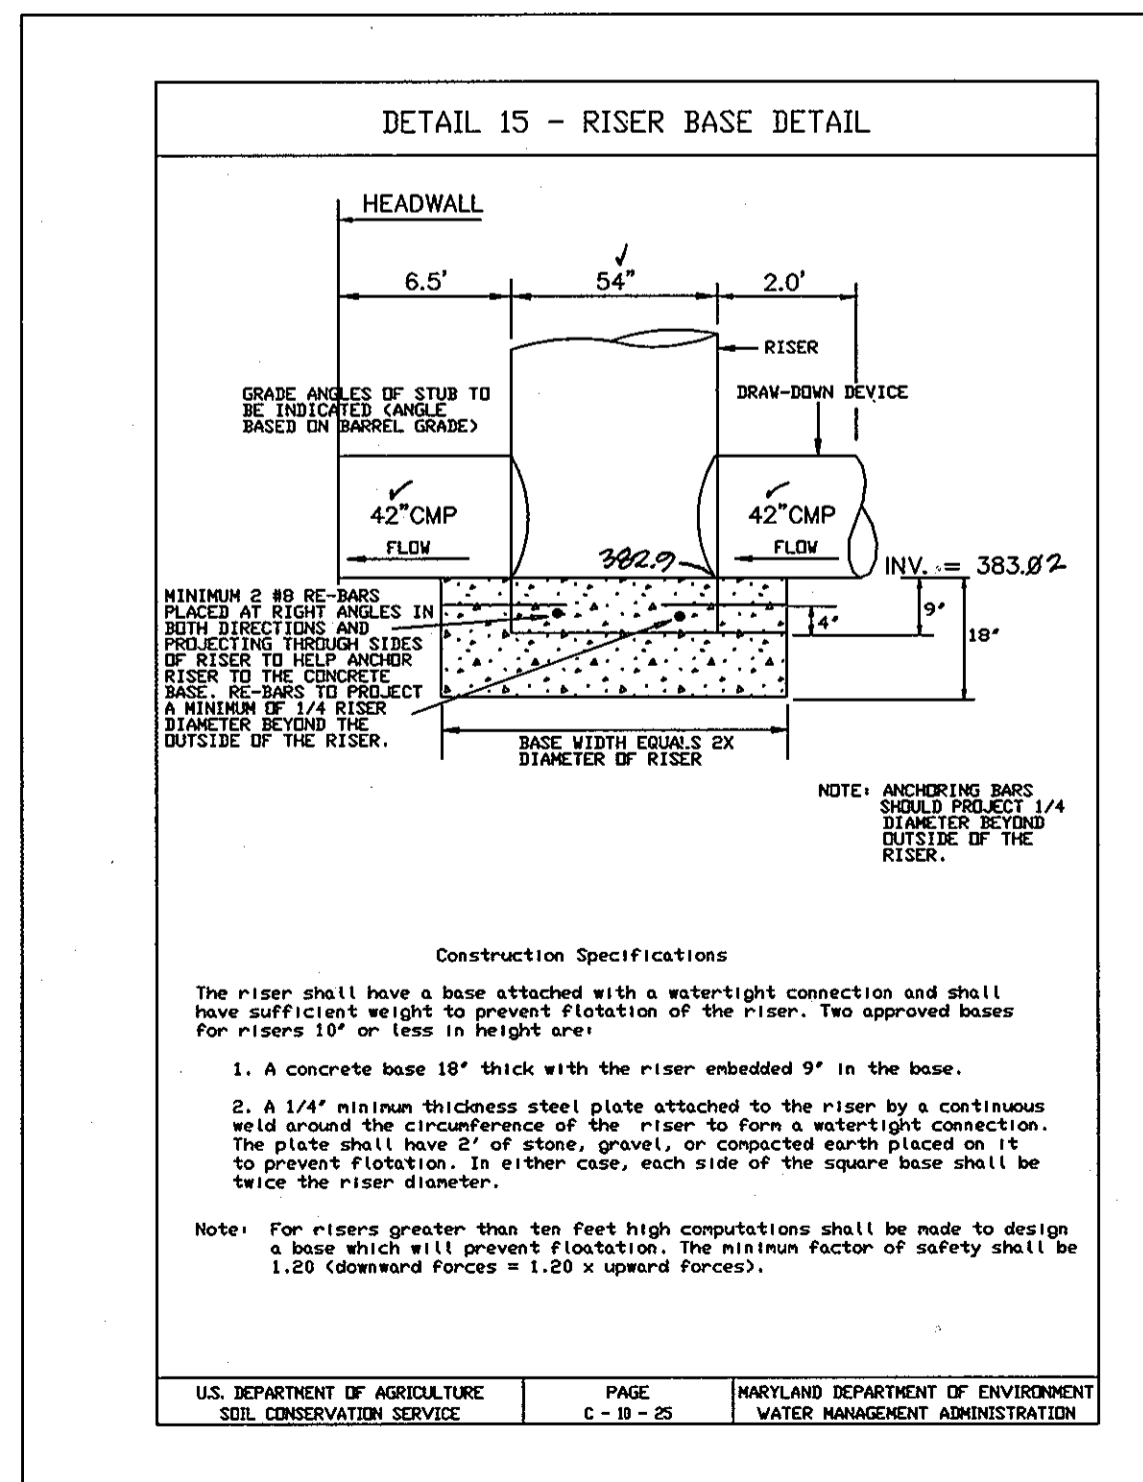 DETAIL 15 - RISER BASE DETAIL
HEADWALL
6.5'
54"
2.0'
RISER
DRAW-DOWN DEVICE
GRADE ANGLES OF STUB TO
BE INDICATED (ANGLE
BASED ON BARREL GRADE)
42"CMP
FLOW
382.9
42"CMP
FLOW
INV. = 383.02
MINIMUM 2 #8 RE-BARS
PLACED AT RIGHT ANGLES IN
BOTH DIRECTIONS AND
PROJECTING THROUGH SIDES
OF RISER TO HELP ANCHOR
RISER TO THE CONCRETE
BASE. RE-BARS TO PROJECT
A MINIMUM OF 1/4 RISER
DIAMETER BEYOND THE
OUTSIDE OF THE RISER.
4"
9"
18"
BASE WIDTH EQUALS 2X
DIAMETER OF RISER
NOTE: ANCHORING BARS
SHOULD PROJECT 1/4
DIAMETER BEYOND
OUTSIDE OF THE
RISER.
Construction Specifications
The riser shall have a base attached with a watertight connection and shall
have sufficient weight to prevent flotation of the riser. Two approved bases
for risers 10' or less in height are:
1. A concrete base 18" thick with the riser embedded 9" in the base.
2. A 1/4" minimum thickness steel plate attached to the riser by a continuous
weld around the circumference of the riser to form a watertight connection.
The plate shall have 2' of stone, gravel, or compacted earth placed on it
to prevent flotation. In either case, each side of the square base shall be
twice the riser diameter.
Note: For risers greater than ten feet high computations shall be made to design
a base which will prevent floatation. The minimum factor of safety shall be
1.20 (downward forces = 1.20 x upward forces).
U.S. DEPARTMENT OF AGRICULTURE
SOIL CONSERVATION SERVICE
PAGE
C - 10 - 25
MARYLAND DEPARTMENT OF ENVIRONMENT
WATER MANAGEMENT ADMINISTRATION